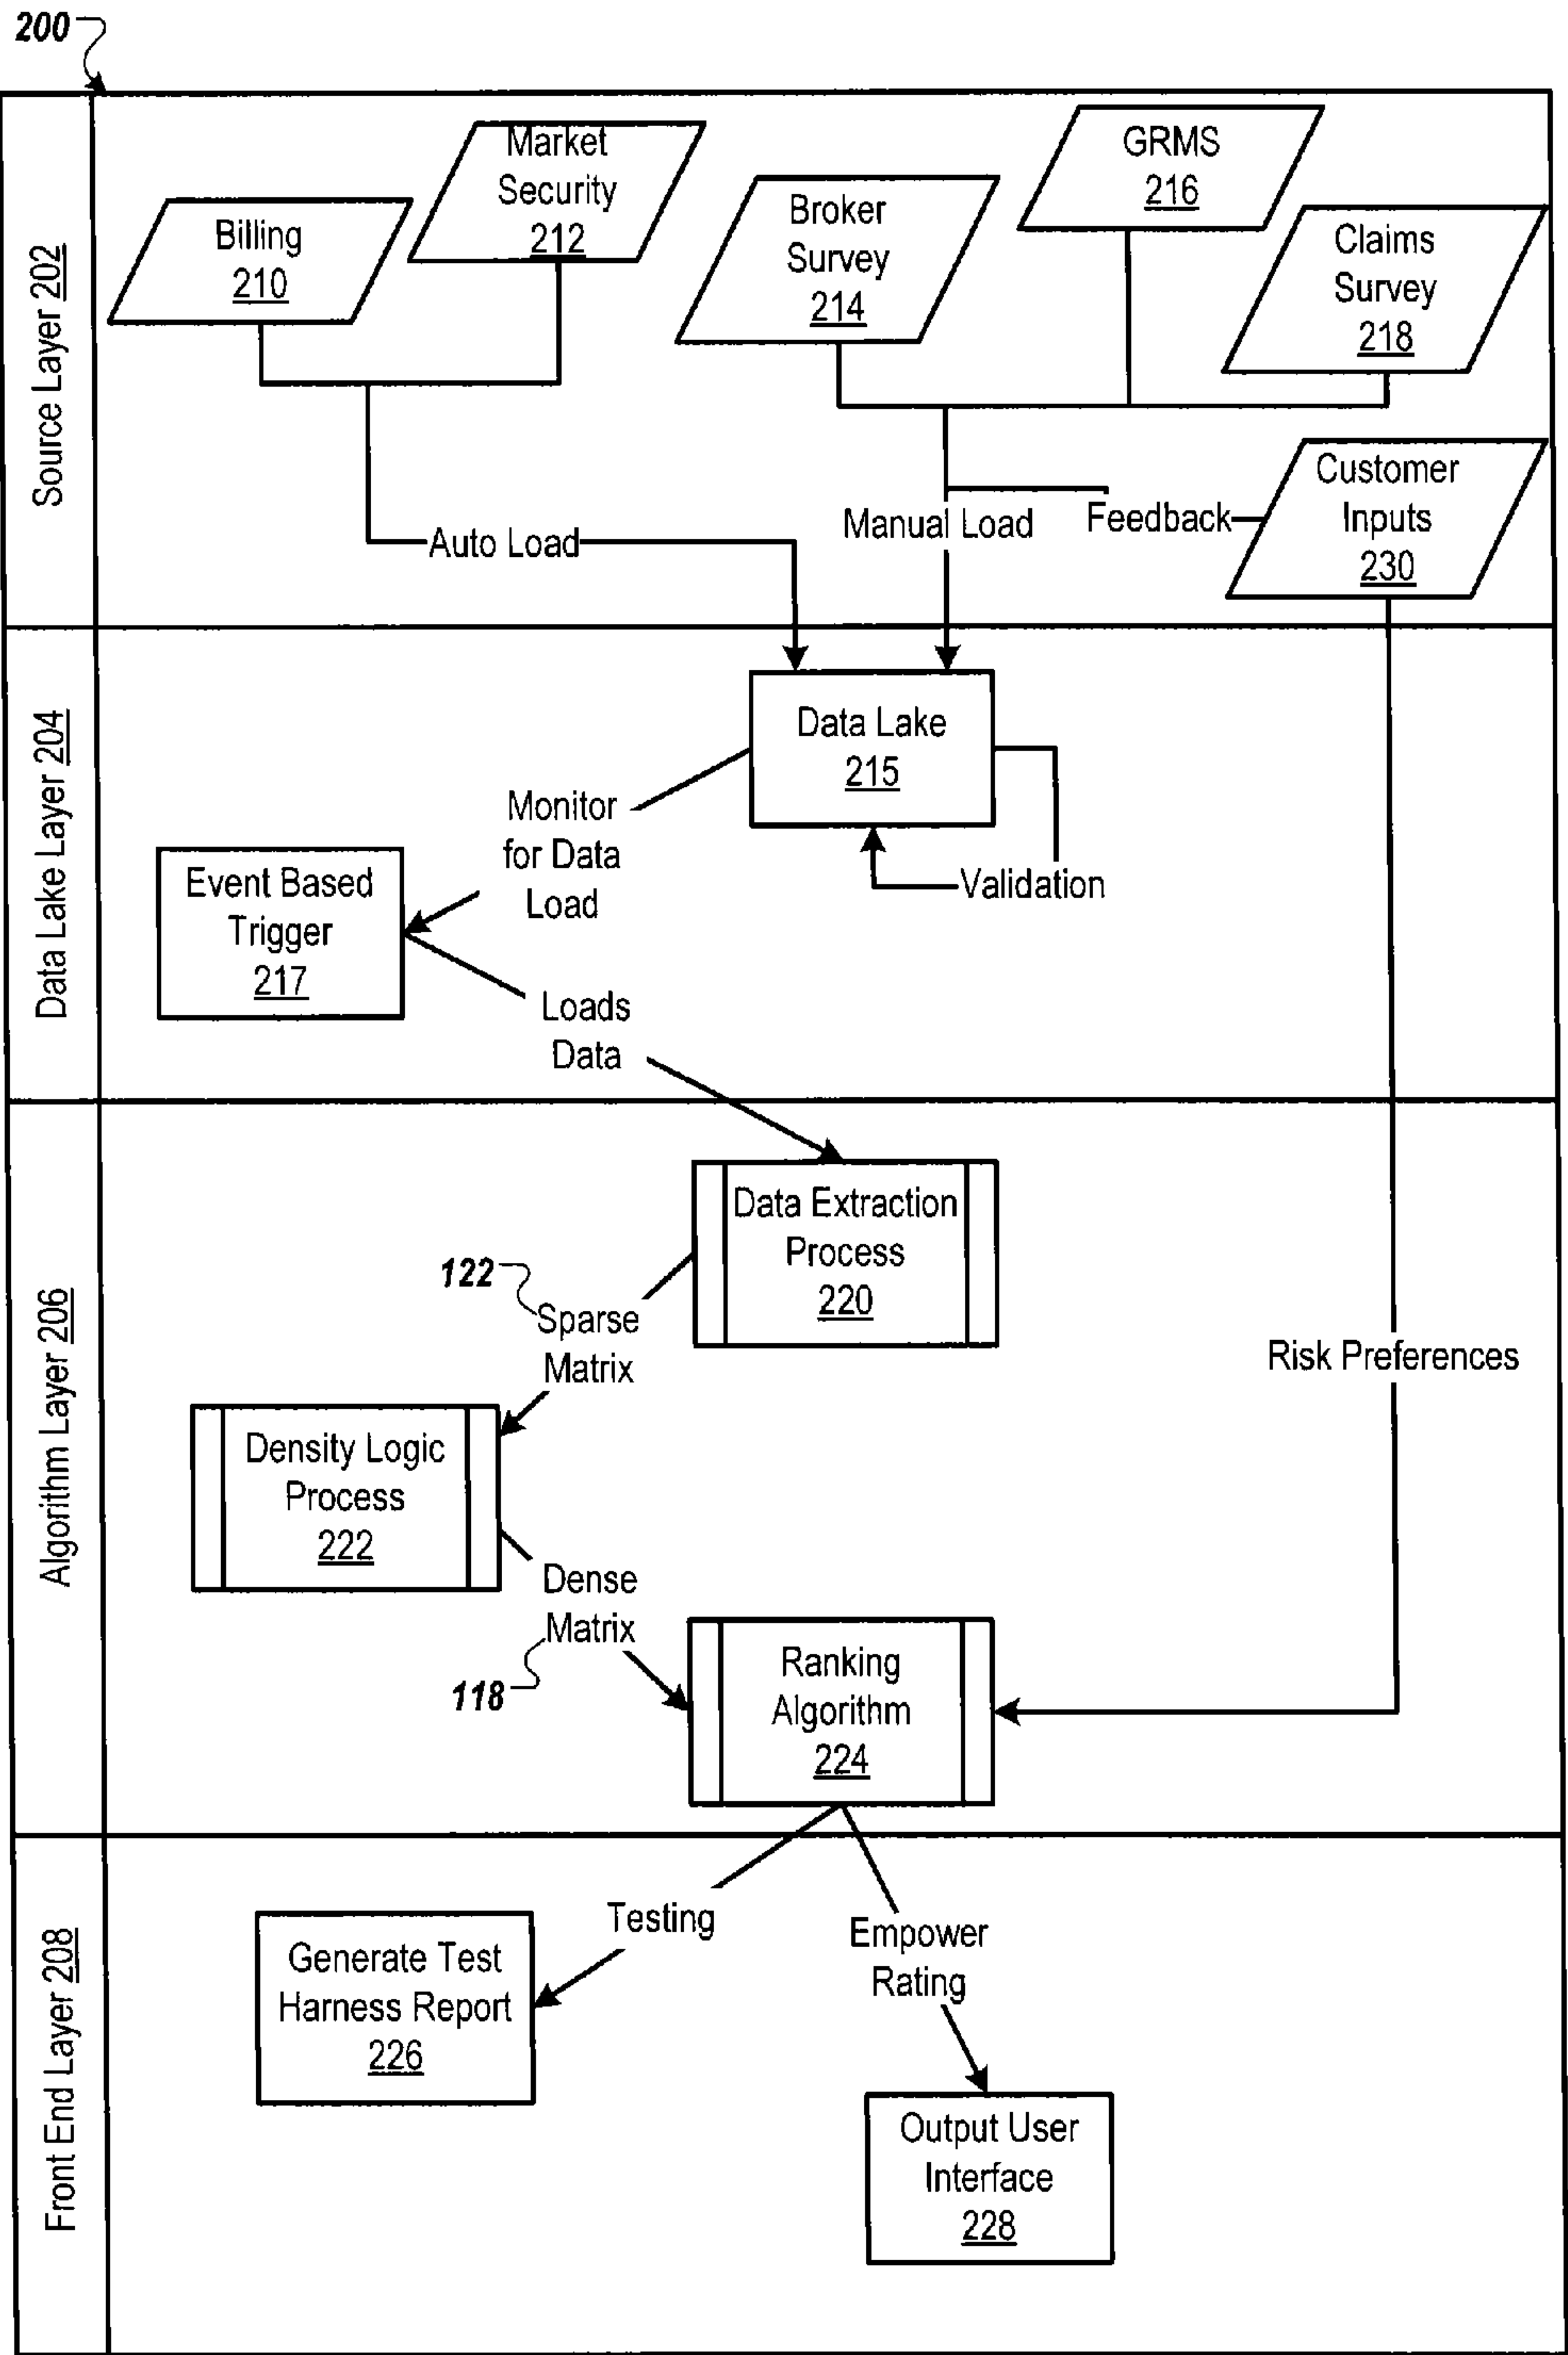 200
Source Layer 202
Market
Security
212
Billing
210
Broker
Survey
214
GRMS
216
Claims
Survey
218
Customer
Inputs
230
Auto Load
Manual Load
Feedback
Data Lake Layer 204
Data Lake
215
Validation
Monitor
for Data
Load
Event Based
Trigger
217
Loads
Data
Algorithm Layer 206
Data Extraction
Process
220
122
Sparse
Matrix
Risk Preferences
Density Logic
Process
222
Dense
Matrix
118
Ranking
Algorithm
224
Front End Layer 208
Testing
Empower
Rating
Generate Test
Harness Report
226
Output User
Interface
228